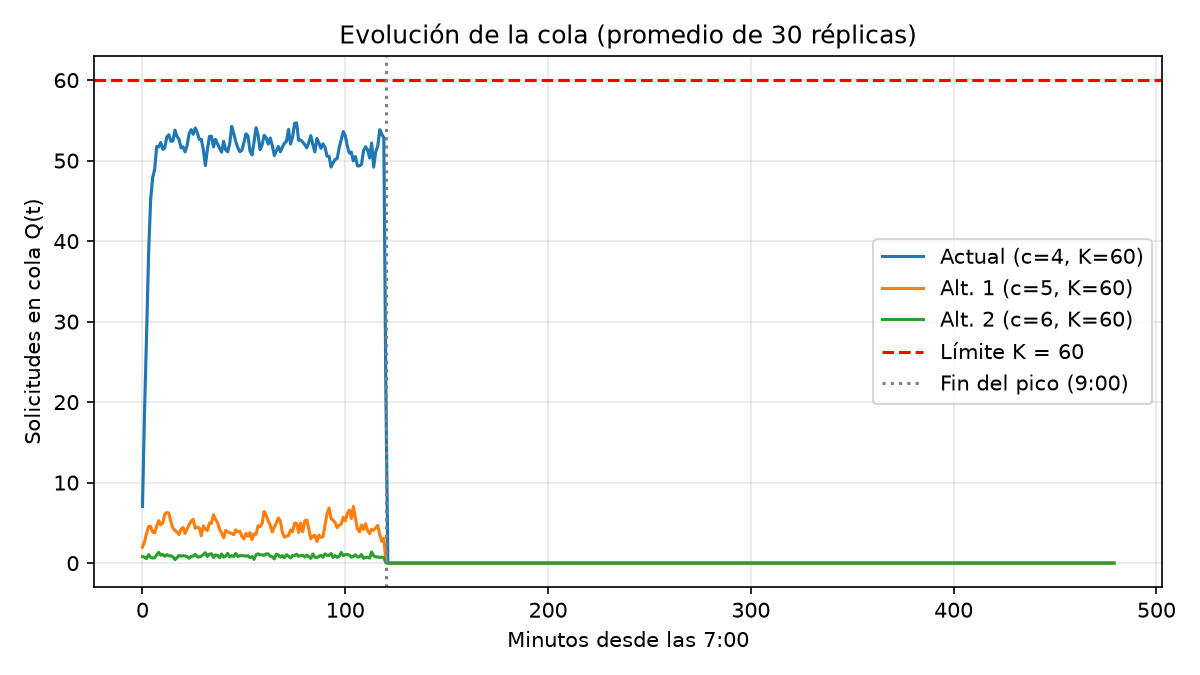 Evolución de la cola (promedio de 30 réplicas)
Solicitudes en cola Q(t)
60
50
40
30
20
10
0
Actual (c=4, K=60)
Alt. 1 (c=5, K=60)
Alt. 2 (c=6, K=60)
Límite K = 60
Fin del pico (9:00)
0 100 200 300 400 500
Minutos desde las 7:00